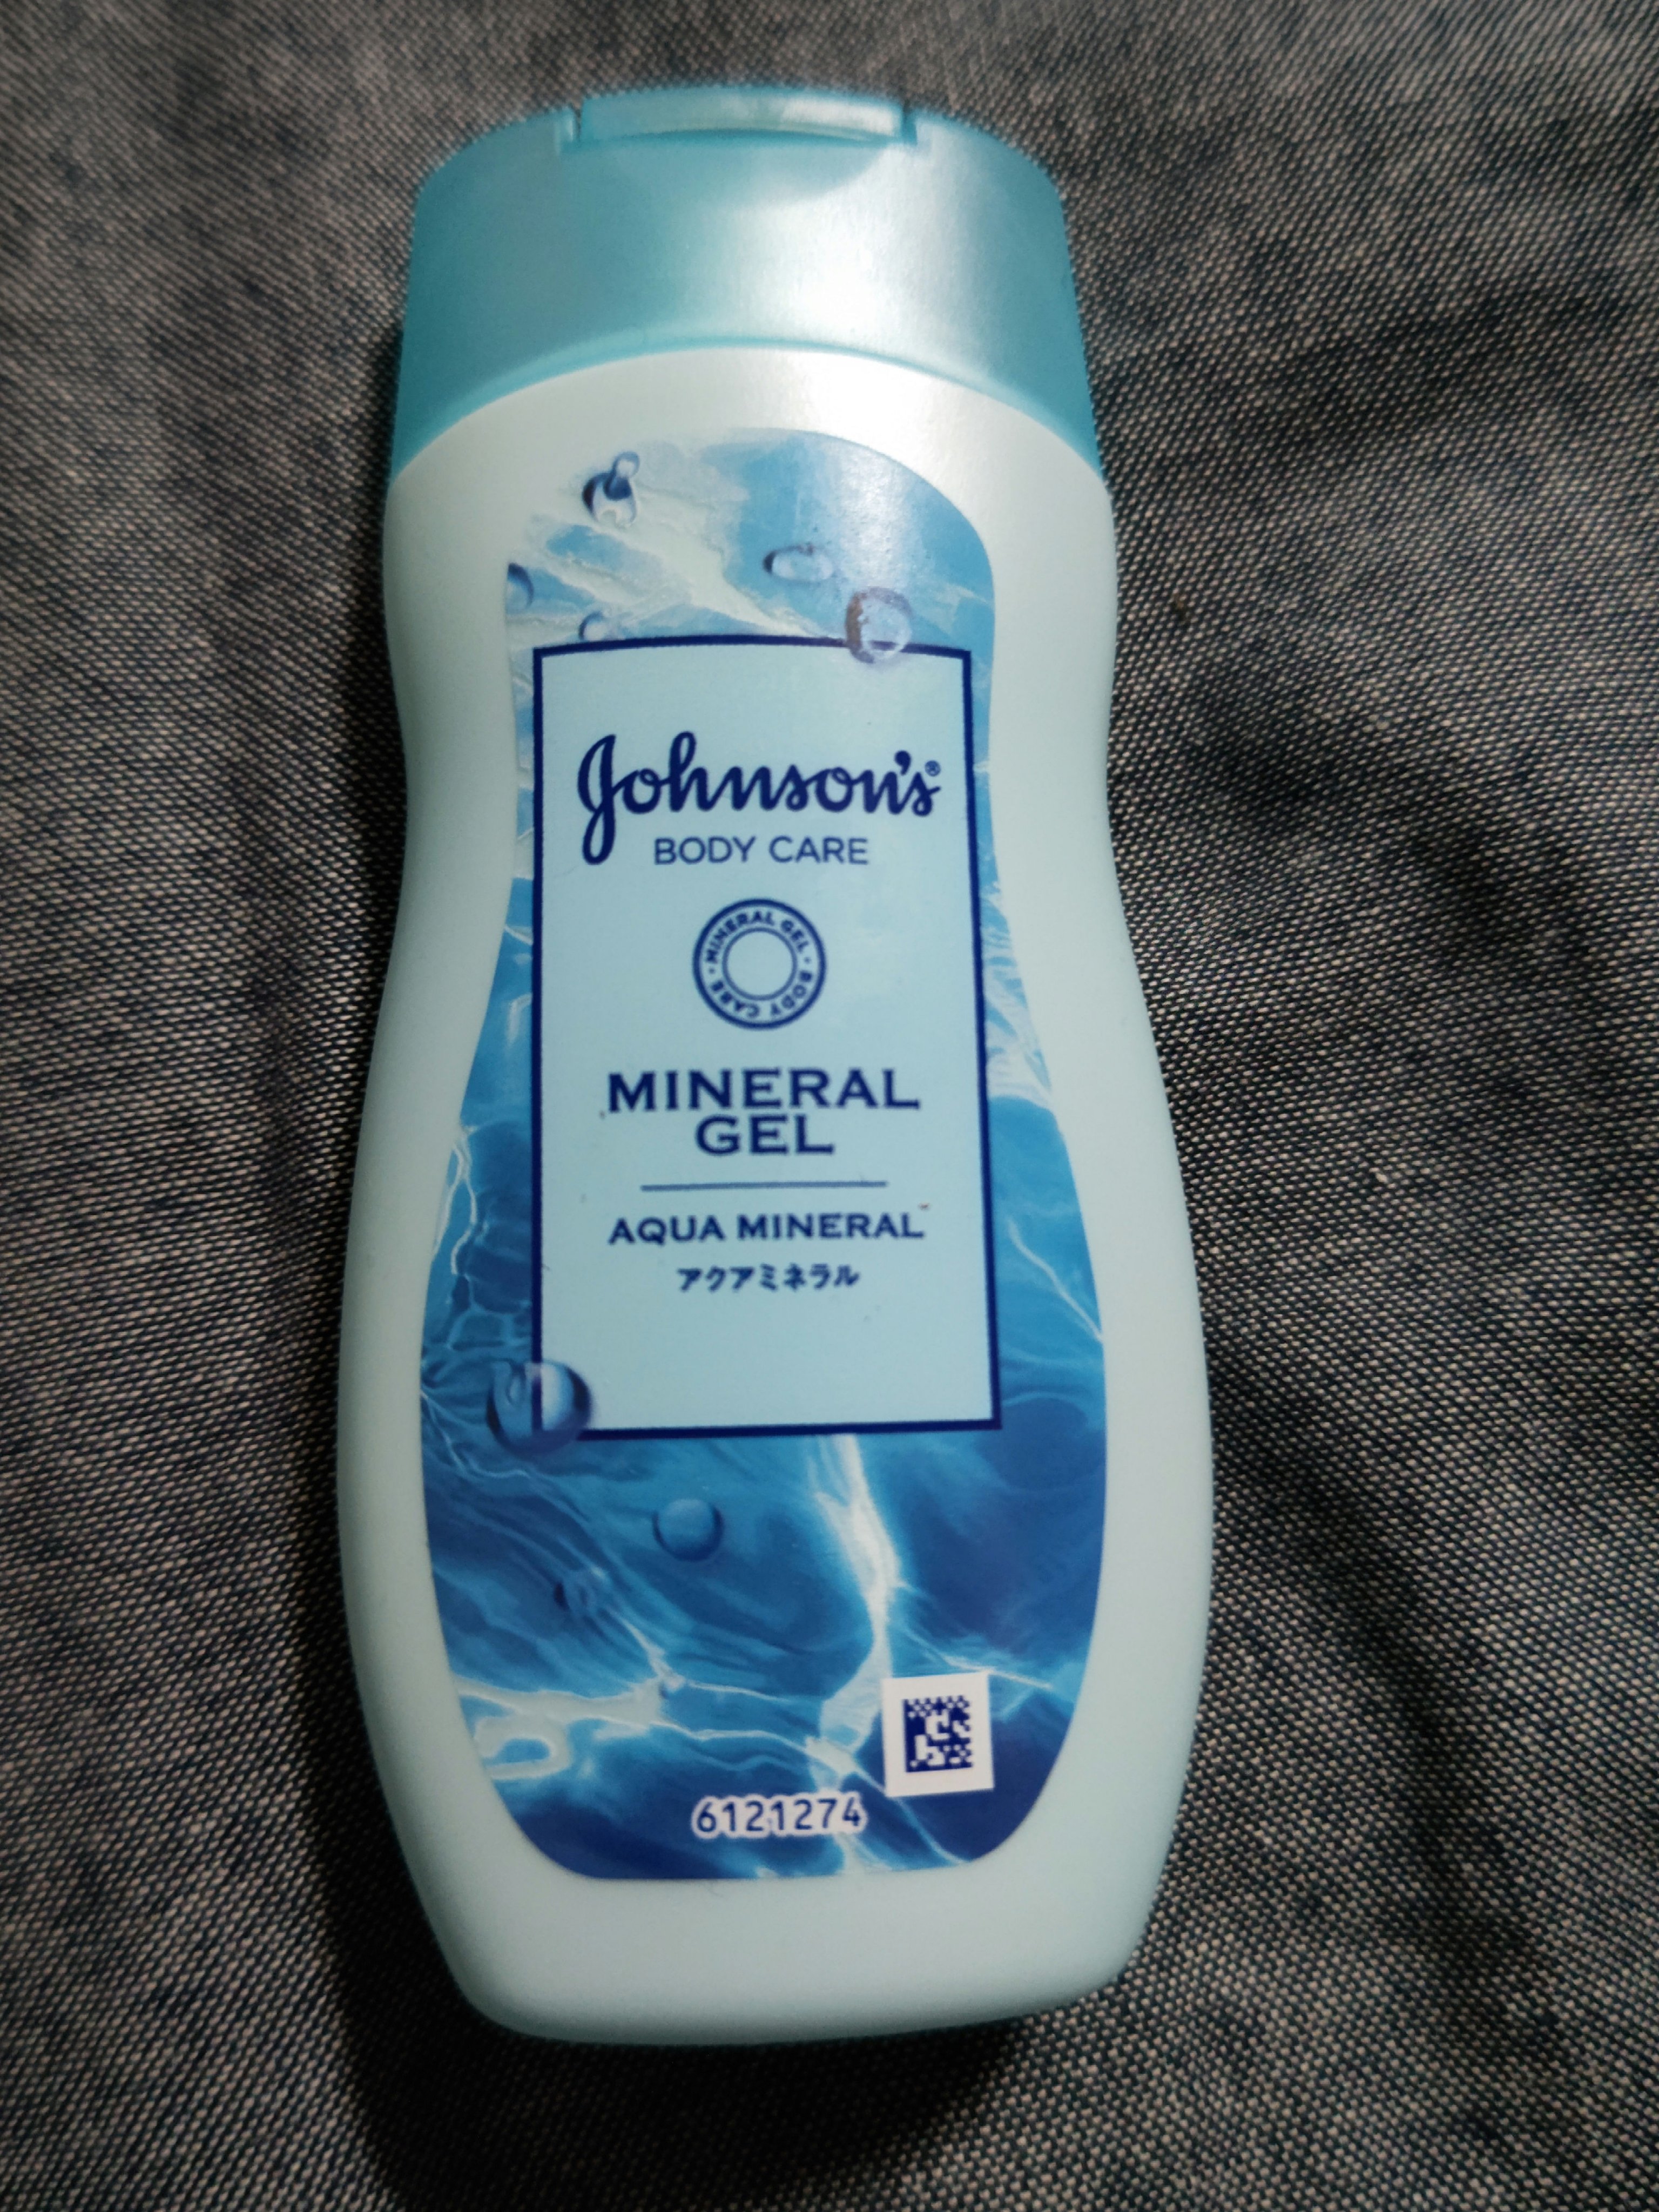 Johnson's®
BODY CARE
MINERAL GEL · BODY CARE ·
MINERAL
GEL
AQUA MINERAL
アクアミネラル
6121274